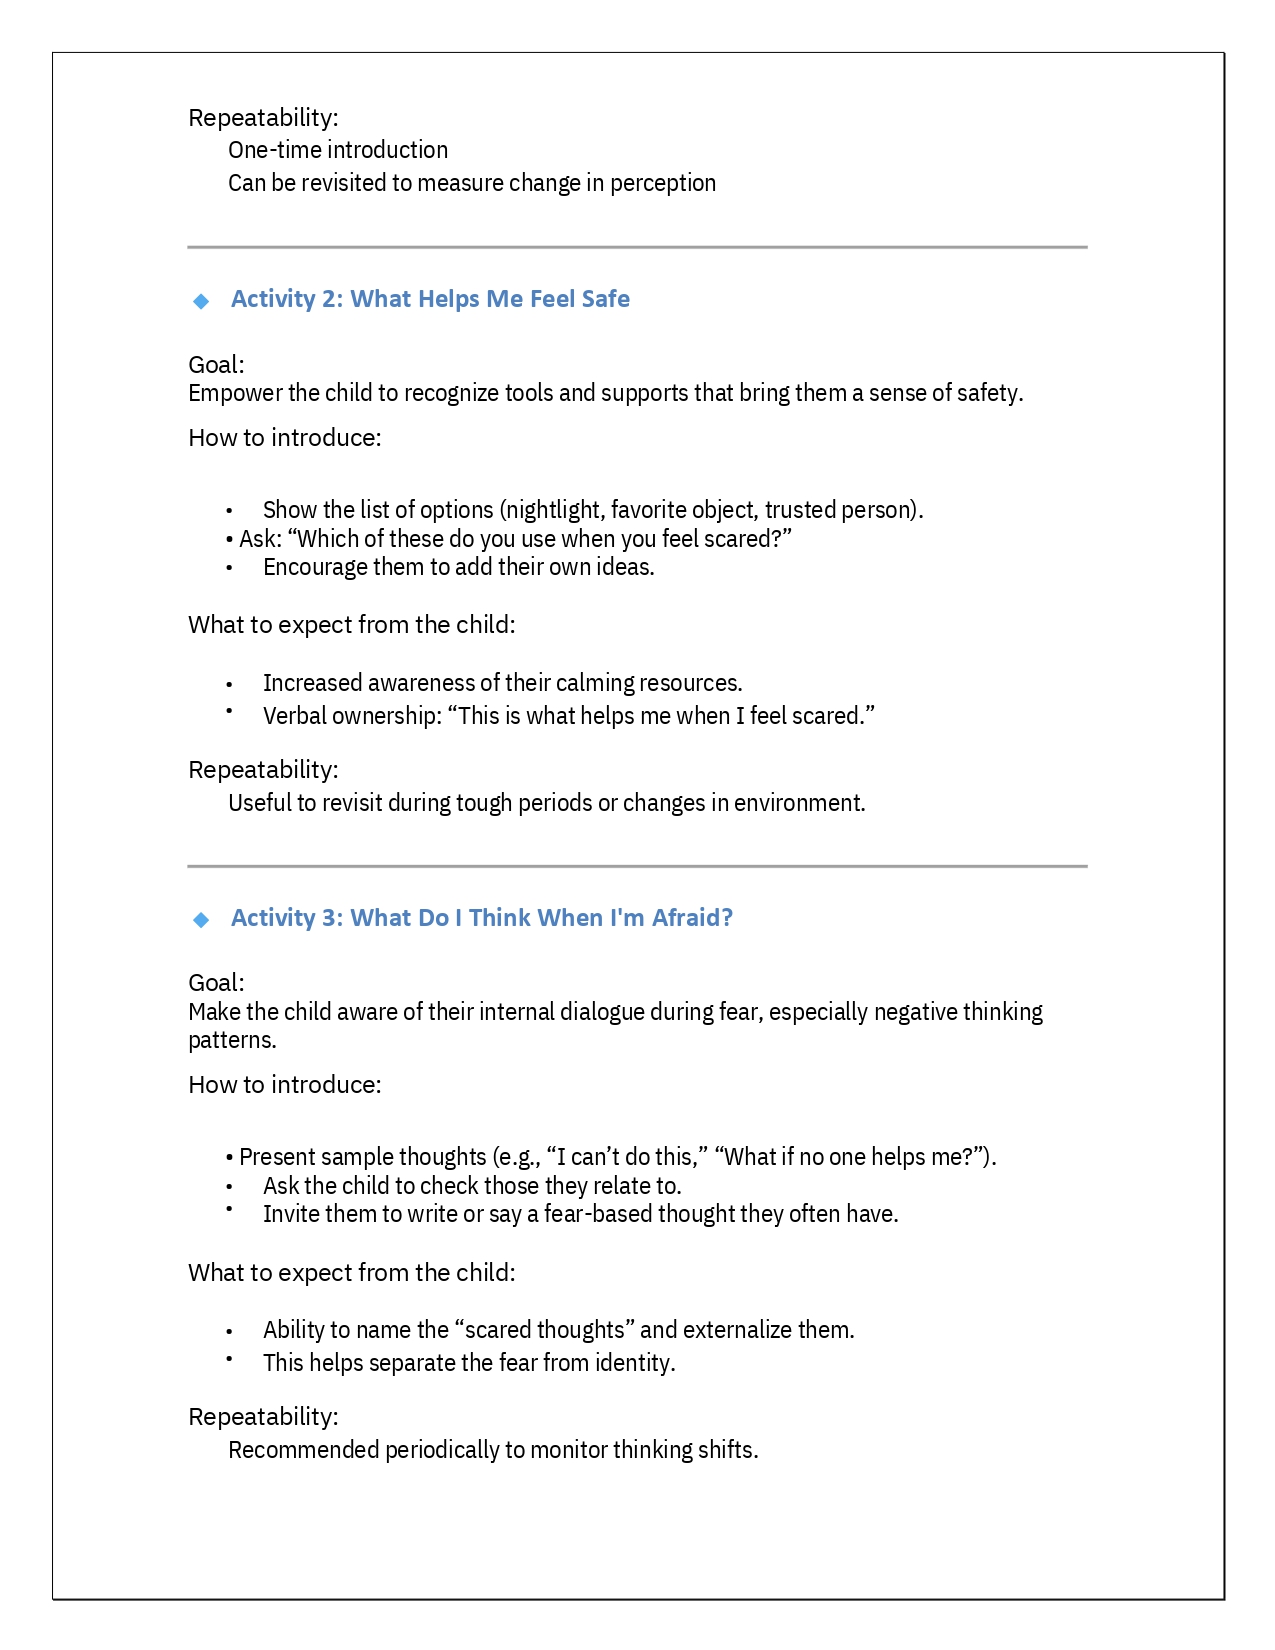 Repeatability:
One-time introduction
Can be revisited to measure change in perception
◆ Activity 2: What Helps Me Feel Safe
Goal:
Empower the child to recognize tools and supports that bring them a sense of safety.
How to introduce:
• Show the list of options (nightlight, favorite object, trusted person).
• Ask: “Which of these do you use when you feel scared?”
• Encourage them to add their own ideas.
What to expect from the child:
• Increased awareness of their calming resources.
• Verbal ownership: “This is what helps me when I feel scared.”
Repeatability:
Useful to revisit during tough periods or changes in environment.
◆ Activity 3: What Do I Think When I'm Afraid?
Goal:
Make the child aware of their internal dialogue during fear, especially negative thinking
patterns.
How to introduce:
• Present sample thoughts (e.g., “I can’t do this,” “What if no one helps me?”).
• Ask the child to check those they relate to.
• Invite them to write or say a fear-based thought they often have.
What to expect from the child:
• Ability to name the “scared thoughts” and externalize them.
• This helps separate the fear from identity.
Repeatability:
Recommended periodically to monitor thinking shifts.